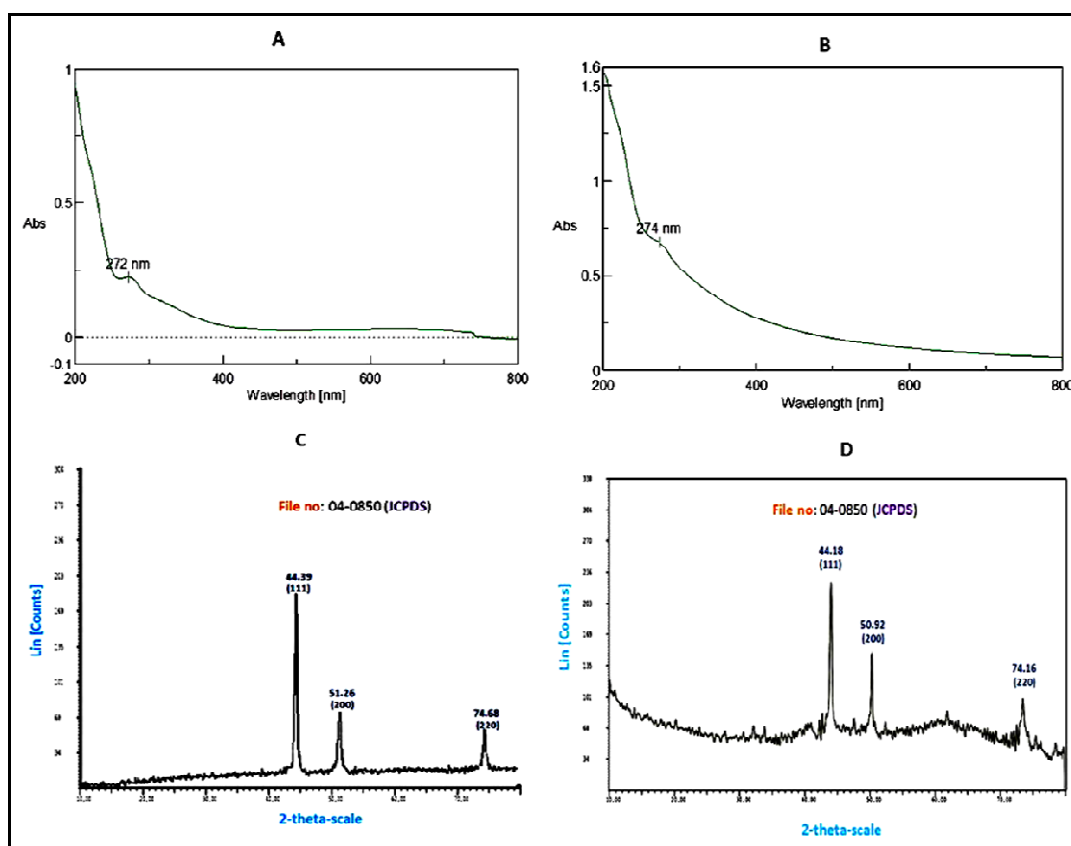 A
1
0.5
0
-0.1
Abs
272 nm
200
400
600
800
Wavelength [nm]
B
1.6
1.5
1
0.5
0
Abs
274 nm
200
400
600
800
Wavelength [nm]
C
File no: 04-0850 (JCPDS)
44.39
(111)
51.26
(200)
74.68
(220)
Lin [Counts]
2-theta-scale
D
File no: 04-0850 (JCPDS)
44.18
(111)
50.92
(200)
74.16
(220)
Lin [Counts]
2-theta-scale